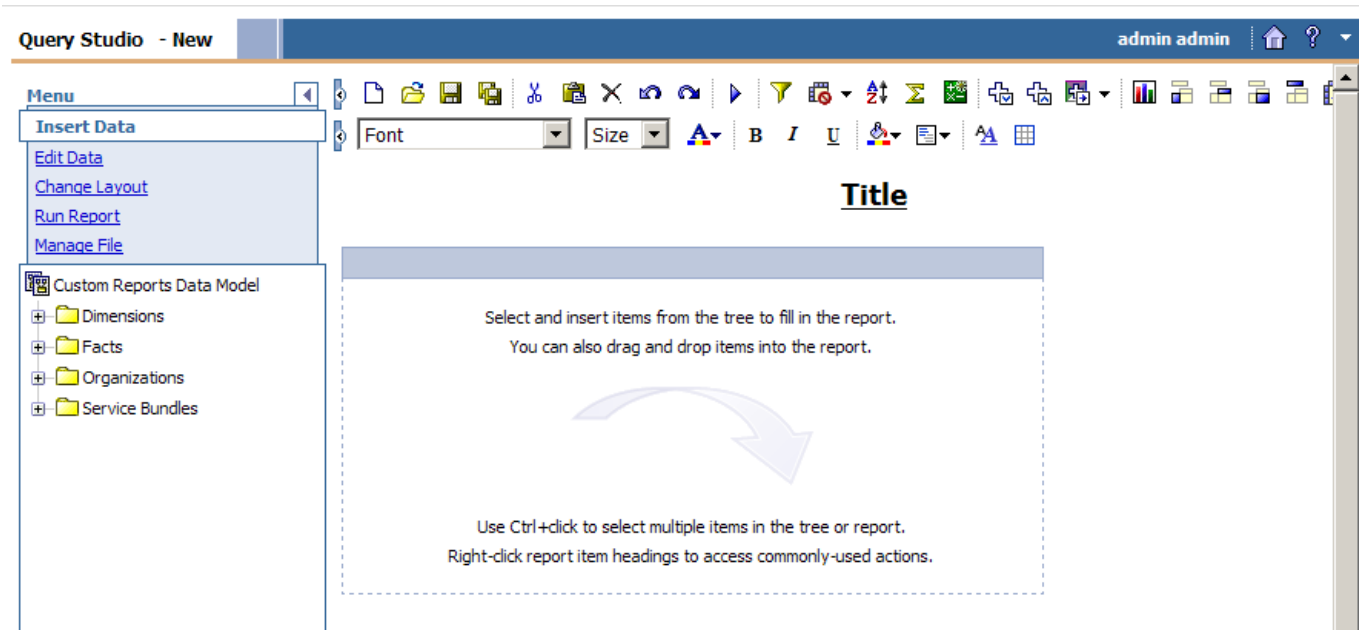 Query Studio - New
admin admin
Menu
Insert Data
Edit Data
Change Layout
Run Report
Manage File
Custom Reports Data Model
Dimensions
Facts
Organizations
Service Bundles
Font
Size
B I U
Title
Select and insert items from the tree to fill in the report.
You can also drag and drop items into the report.
Use Ctrl+click to select multiple items in the tree or report.
Right-click report item headings to access commonly-used actions.